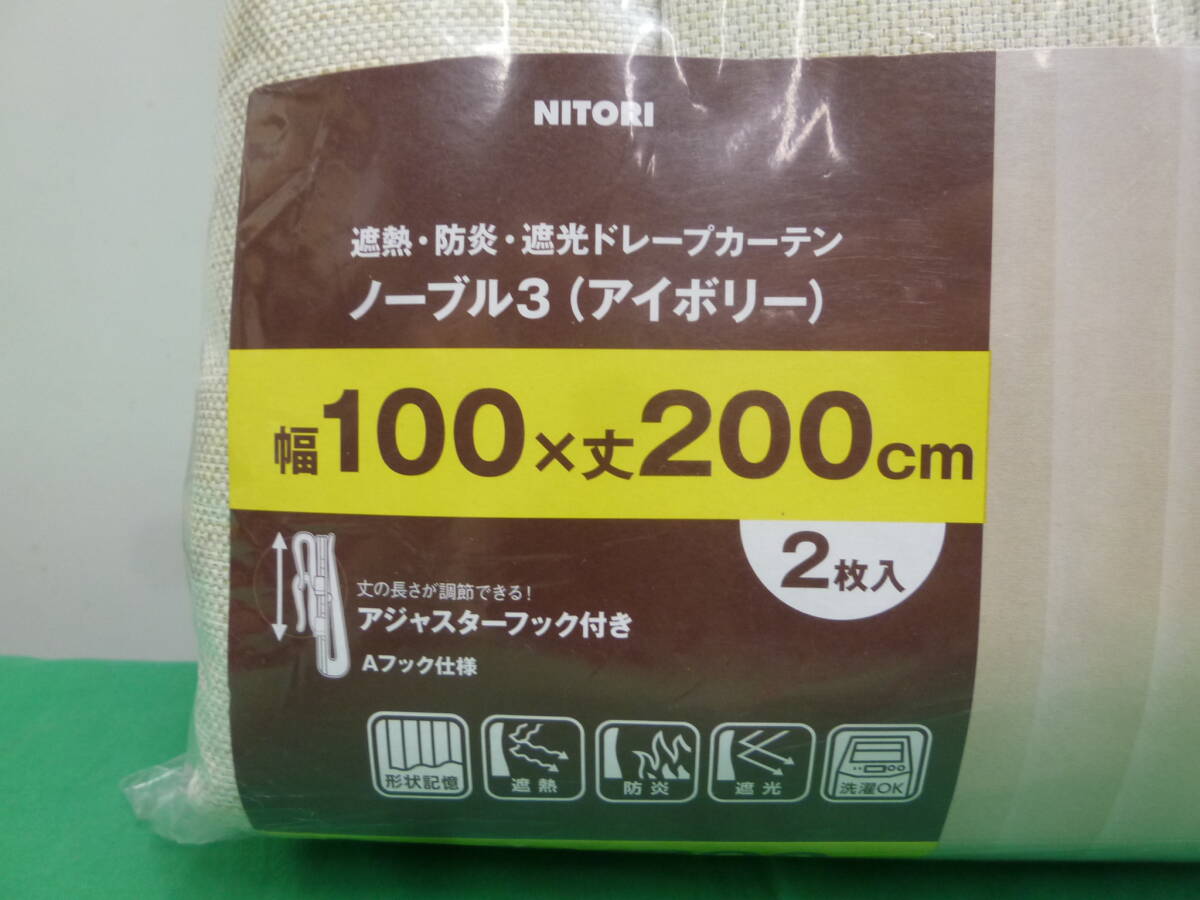 NITORI
遮熱・防炎・遮光ドレープカーテン
ノーブル3（アイボリー）
幅100×丈200cm
2枚入
丈の長さが調節できる！
アジャスターフック付き
Aフック仕様
形状記憶 遮熱 防炎 遮光 洗濯OK